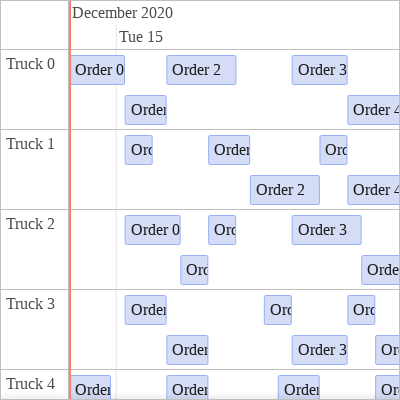 December 2020
Tue 15
Truck 0
Order 0 Order 2 Order 3
Order Order 4
Truck 1
Ord Order Ord
Order 2 Order 4
Truck 2
Order 0 Ord Order 3
Ord Orde
Truck 3
Order Ord Ord
Order Order 3 Or
Truck 4
Order Order Order Or